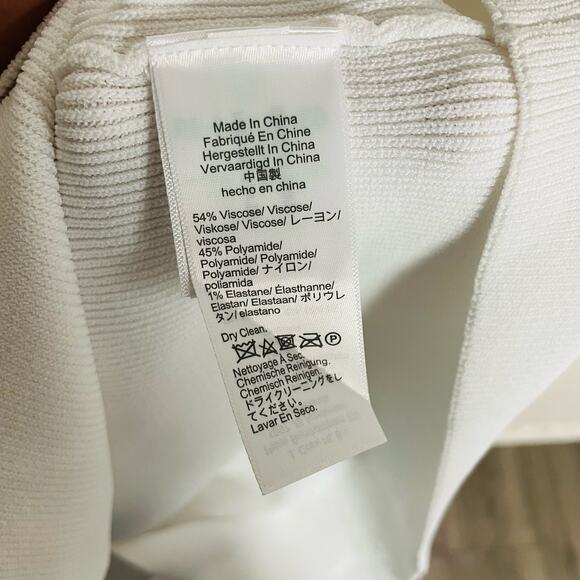 Made In China
Fabriqué En Chine
Hergestellt In China
Vervaardigd In China
中国製
hecho en china
54% Viscose/ Viscose/
Viskose/ Viscose/ レーヨン/
viscosa
45% Polyamide/
Polyamide/ Polyamide/
Polyamide/ ナイロン/
poliamida
1% Elastane/ Élasthanne/
Elastan/ Elastaan/ ポリウレ
タン/ elastano
Dry Clean.
P
Nettoyage À Sec.
Chemische Reinigung.
Chemisch Reinigen.
ドライクリーニングをし
てください.
Lavar En Seco.